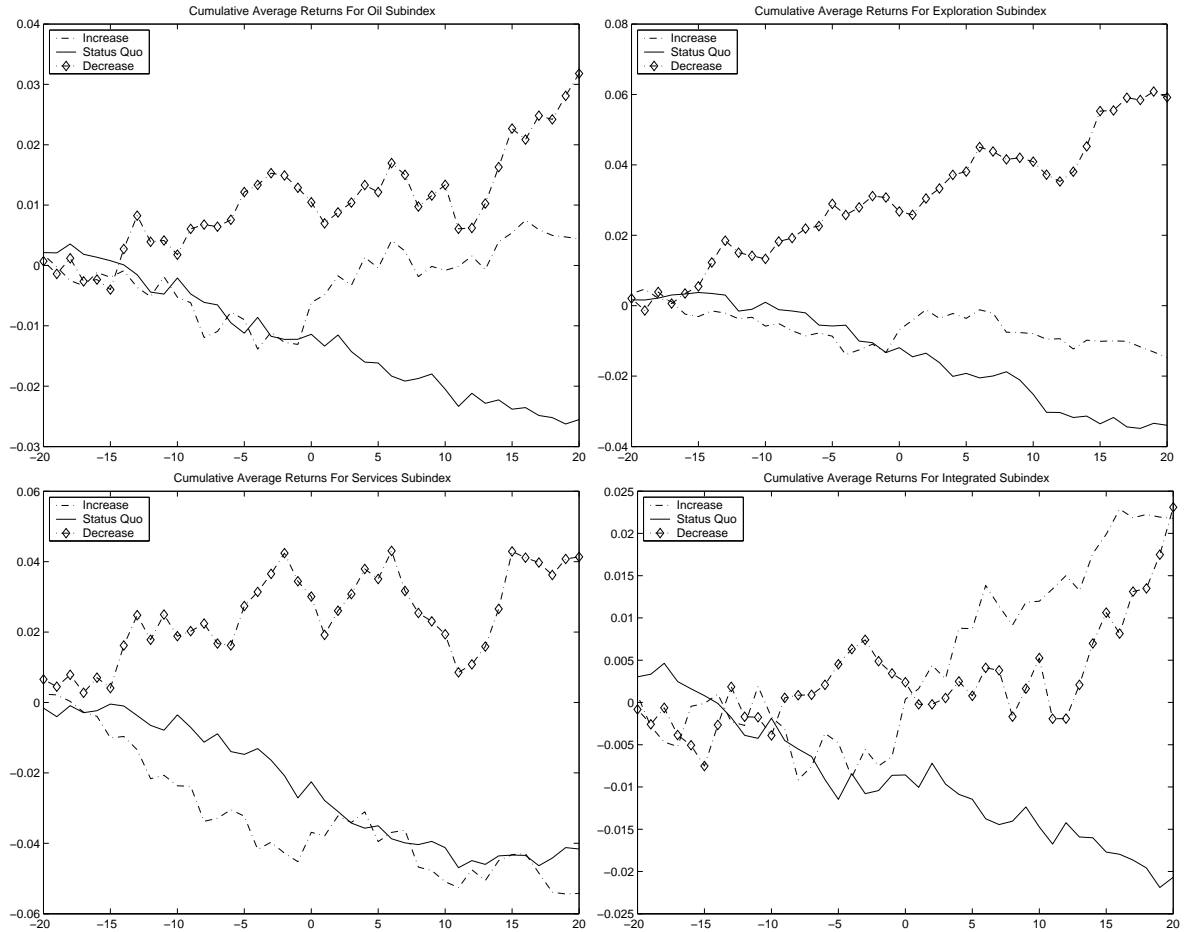 Cumulative Average Returns For Oil Subindex
0.04
0.03
0.02
0.01
0
−0.01
−0.02
−0.03
−20 −15 −10 −5 0 5 10 15 20
Increase
Status Quo
Decrease
Cumulative Average Returns For Exploration Subindex
0.08
0.06
0.04
0.02
0
−0.02
−0.04
−20 −15 −10 −5 0 5 10 15 20
Increase
Status Quo
Decrease
Cumulative Average Returns For Services Subindex
0.06
0.04
0.02
0
−0.02
−0.04
−0.06
−20 −15 −10 −5 0 5 10 15 20
Increase
Status Quo
Decrease
Cumulative Average Returns For Integrated Subindex
0.025
0.02
0.015
0.01
0.005
0
−0.005
−0.01
−0.015
−0.02
−0.025
−20 −15 −10 −5 0 5 10 15 20
Increase
Status Quo
Decrease